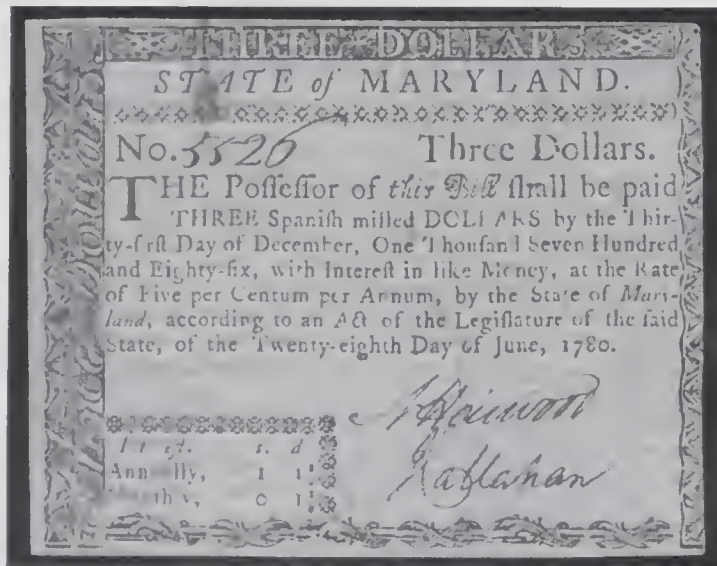 THREE DOLLARS
STATE of MARYLAND.
No. 5526 Three Dollars.
THE Poſſeſſor of this Bill ſhall be paid
THREE Spaniſh milled DOLLARS by the Thir-
ty-firſt Day of December, One Thouſand Seven Hundred
and Eighty-ſix, with Intereſt in like Money, at the Rate
of Five per Centum per Annum, by the State of Mary-
land, according to an Act of the Legiſlature of the ſaid
State, of the Twenty-eighth Day of June, 1780.
Harwood
Callahan
s. d
Annually, 1 1
0 1